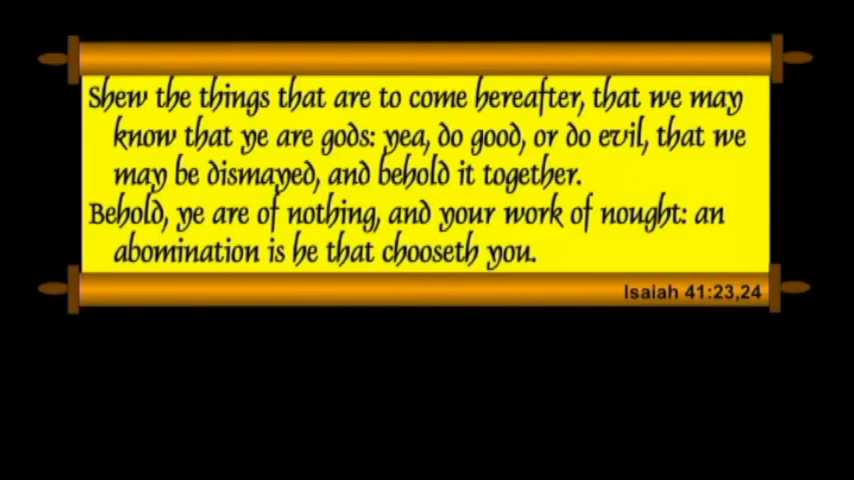 Shew the things that are to come hereafter, that we may
know that ye are gods: yea, do good, or do evil, that we
may be dismayed, and behold it together.
Behold, ye are of nothing, and your work of nought: an
abomination is he that chooseth you.
Isaiah 41:23,24